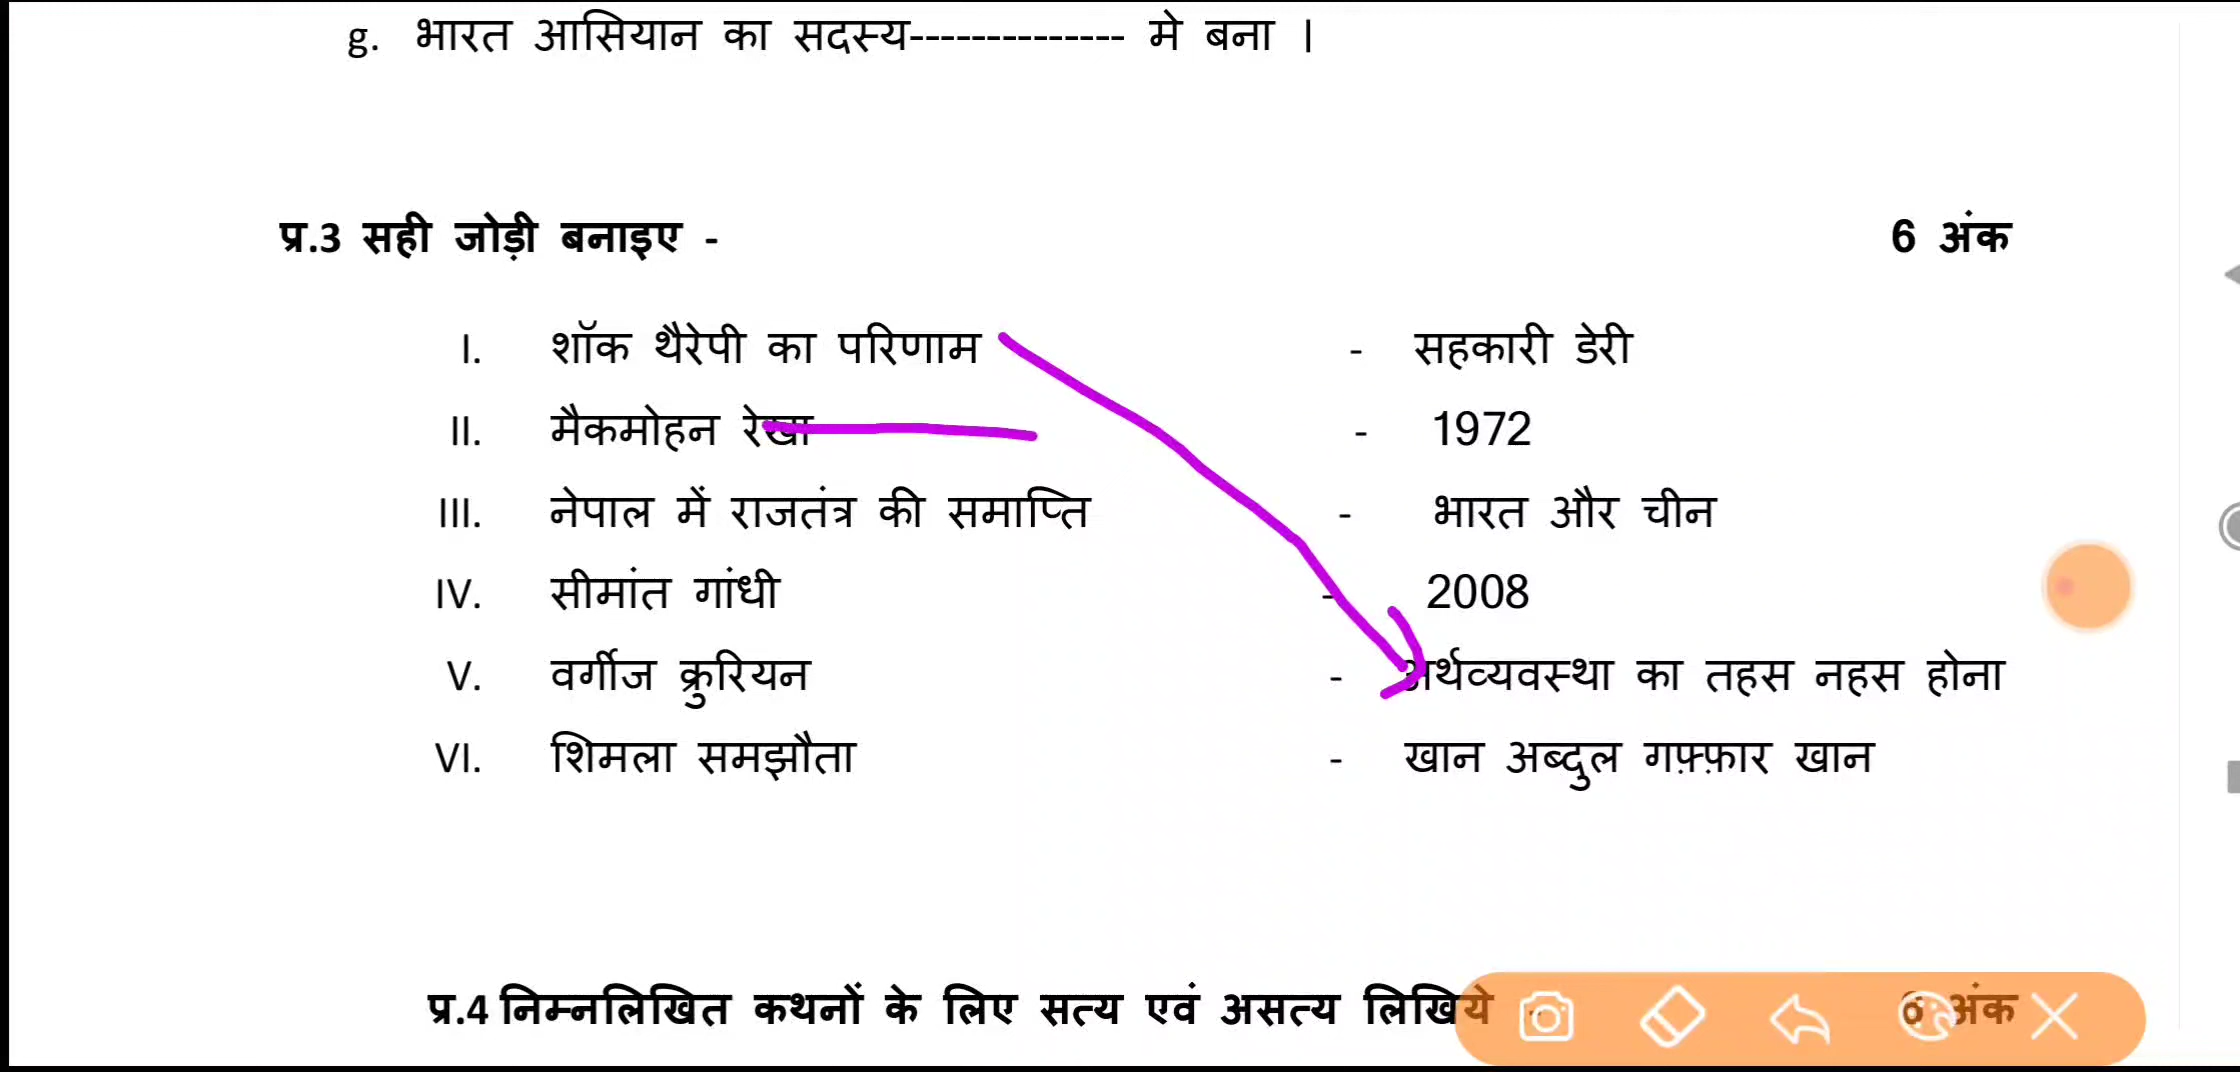 g. भारत आसियान का सदस्य-------------- मे बना ।
प्र.3 सही जोड़ी बनाइए - 6 अंक
I. शॉक थैरेपी का परिणाम - सहकारी डेरी
II. मैकमोहन रेखा - 1972
III. नेपाल में राजतंत्र की समाप्ति - भारत और चीन
IV. सीमांत गांधी - 2008
V. वर्गीज क्रुरियन - अर्थव्यवस्था का तहस नहस होना
VI. शिमला समझौता - खान अब्दुल गफ़्फ़ार खान
प्र.4 निम्नलिखित कथनों के लिए सत्य एवं असत्य लिखिये - 6 अंक